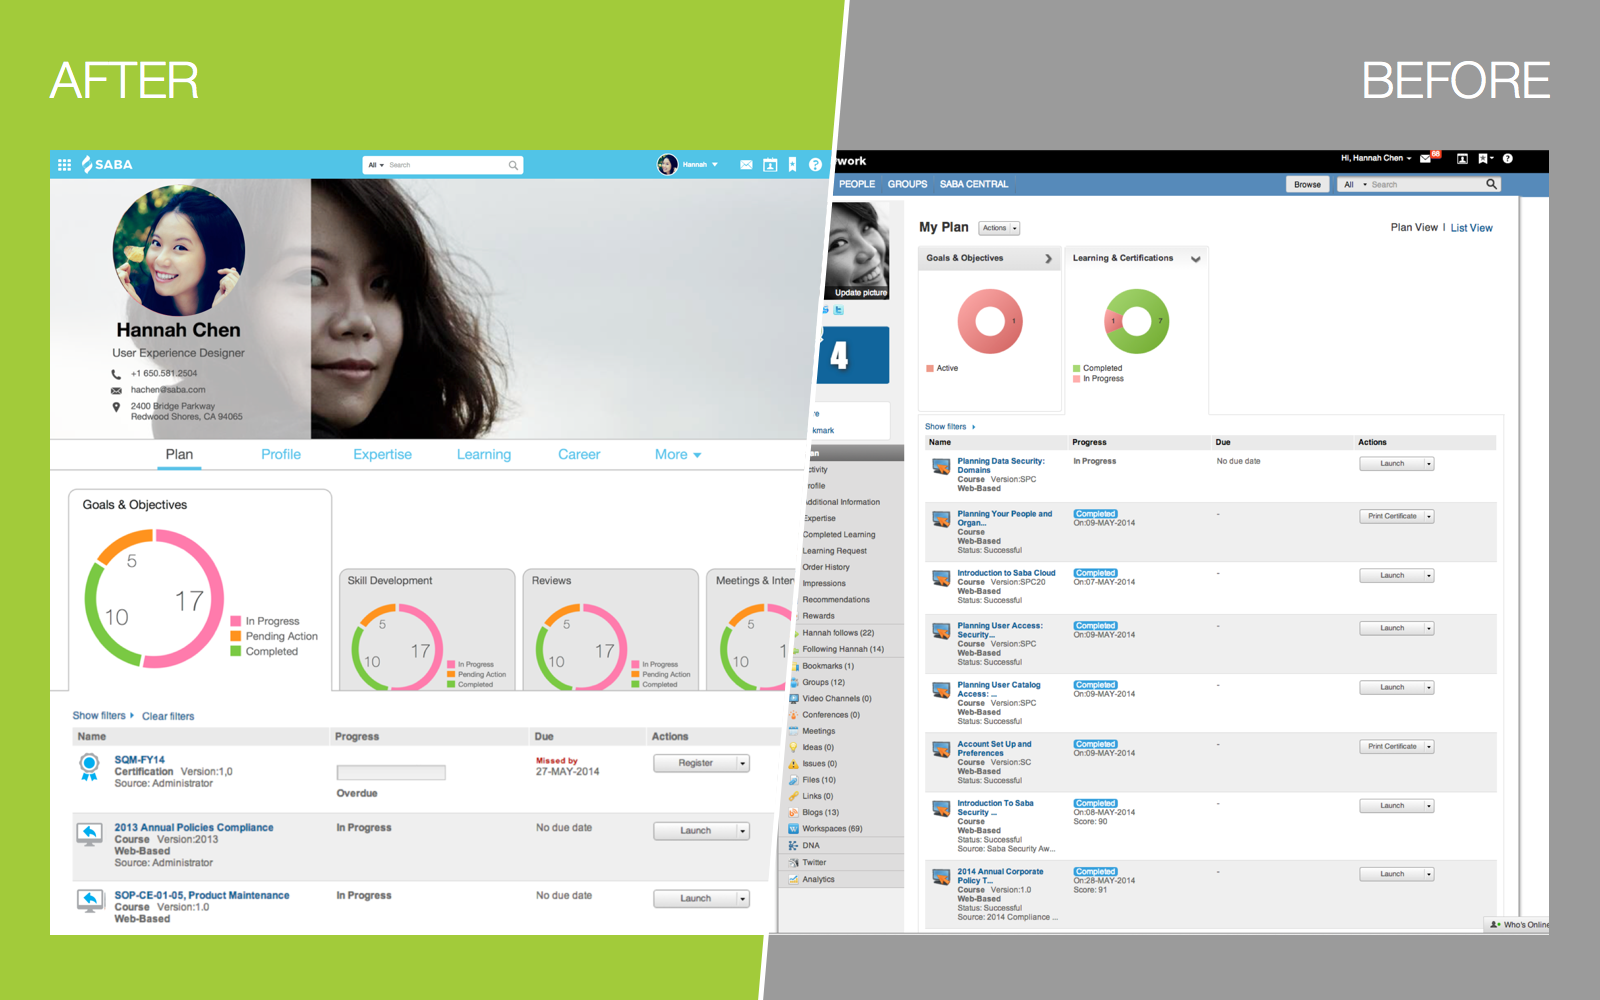 AFTER
BEFORE
SABA
All
Search
Hannah
Hannah Chen
User Experience Designer
+1 650.581.2504
hachen@saba.com
2400 Bridge Parkway
Redwood Shores, CA 94065
Plan
Profile
Expertise
Learning
Career
More
Goals & Objectives
5
17
10
In Progress
Pending Action
Completed
Skill Development
5
17
10
In Progress
Pending Action
Completed
Reviews
5
17
10
In Progress
Pending Action
Completed
Meetings & Inter
5
10
1
Show filters
Clear filters
Name
Progress
Due
Actions
SQM-FY14
Certification Version:1,0
Source: Administrator
Overdue
Missed by
27-MAY-2014
Register
2013 Annual Policies Compliance
Course Version:2013
Web-Based
Source: Administrator
In Progress
No due date
Launch
SOP-CE-01-05, Product Maintenance
Course Version:1.0
Web-Based
In Progress
No due date
Launch
work
Hi, Hannah Chen
68
PEOPLE
GROUPS
SABA CENTRAL
Browse
All
Search
Update picture
4
re
kmark
an
ctivity
rofile
dditional Information
Expertise
Completed Learning
Learning Request
Order History
Impressions
Recommendations
Rewards
Hannah follows (22)
Following Hannah (14)
Bookmarks (1)
Groups (12)
Video Channels (0)
Conferences (0)
Meetings
Ideas (0)
Issues (0)
Files (10)
Links (0)
Blogs (13)
Workspaces (69)
DNA
Twitter
Analytics
My Plan
Actions
Plan View | List View
Goals & Objectives
1
Active
Learning & Certifications
1
7
Completed
In Progress
Show filters
Name
Progress
Due
Actions
Planning Data Security:
Domains
Course Version:SPC
Web-Based
In Progress
No due date
Launch
Planning Your People and
Organ...
Course
Web-Based
Status: Successful
Completed
On:09-MAY-2014
-
Print Certificate
Introduction to Saba Cloud
Course Version:SPC20
Web-Based
Status: Successful
Completed
On:07-MAY-2014
-
Launch
Planning User Access:
Security...
Course Version:SPC
Web-Based
Status: Successful
Completed
On:09-MAY-2014
-
Launch
Planning User Catalog
Access: ...
Course Version:SPC
Web-Based
Status: Successful
Completed
On:09-MAY-2014
-
Launch
Account Set Up and
Preferences
Course Version:SC
Web-Based
Status: Successful
Completed
On:09-MAY-2014
-
Print Certificate
Introduction To Saba
Security ...
Course
Web-Based
Status: Successful
Source: Saba Security Aw...
Completed
On:08-MAY-2014
Score: 90
-
Launch
2014 Annual Corporate
Policy T...
Course Version:1.0
Web-Based
Status: Successful
Source: 2014 Compliance ...
Completed
On:28-MAY-2014
Score: 91
-
Launch
Who's Online